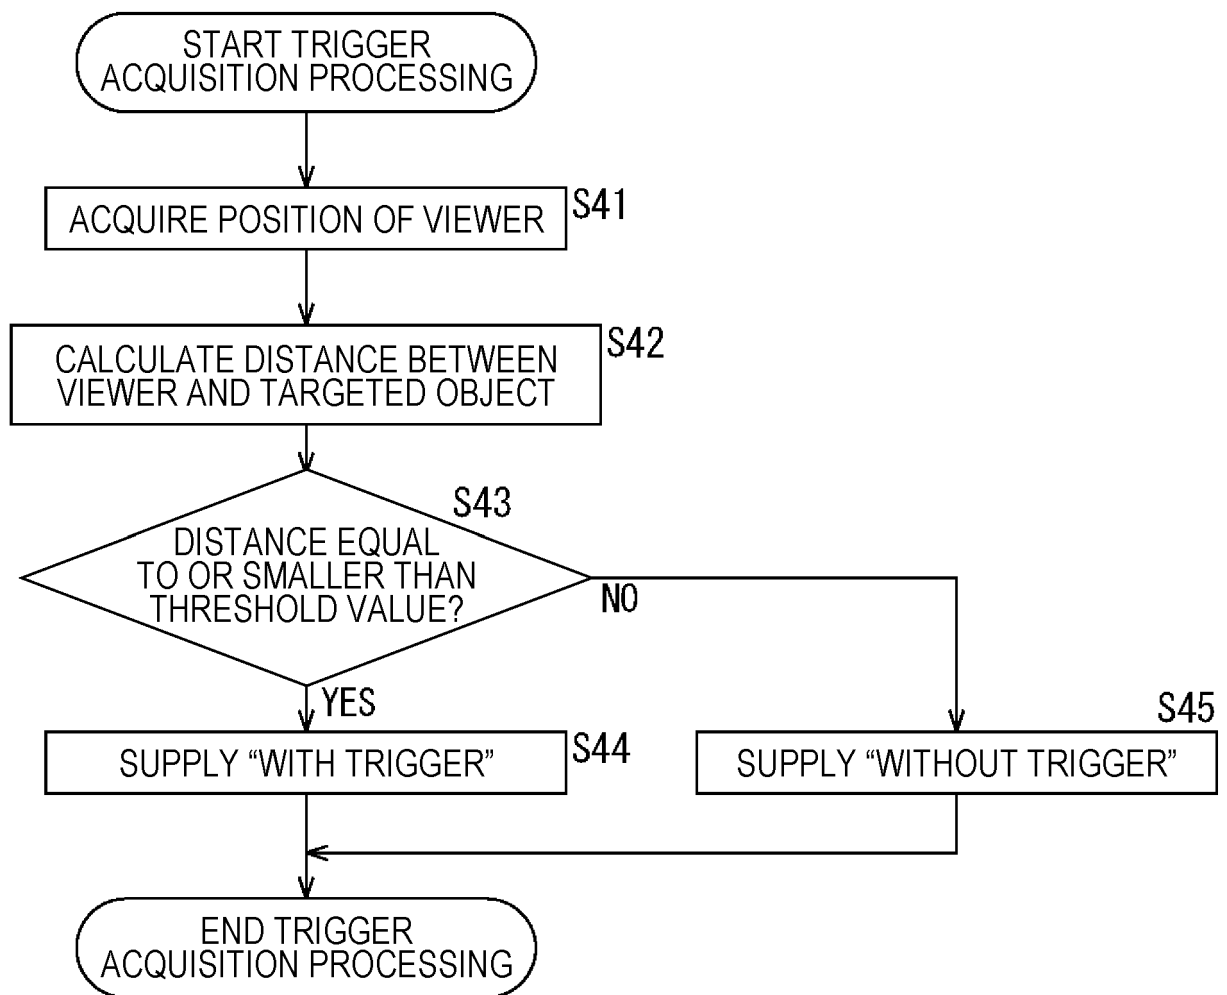 START TRIGGER
ACQUISITION PROCESSING
ACQUIRE POSITION OF VIEWER
S41
CALCULATE DISTANCE BETWEEN
VIEWER AND TARGETED OBJECT
S42
S43
DISTANCE EQUAL
TO OR SMALLER THAN
THRESHOLD VALUE?
NO
YES
SUPPLY “WITH TRIGGER”
S44
S45
SUPPLY “WITHOUT TRIGGER”
END TRIGGER
ACQUISITION PROCESSING